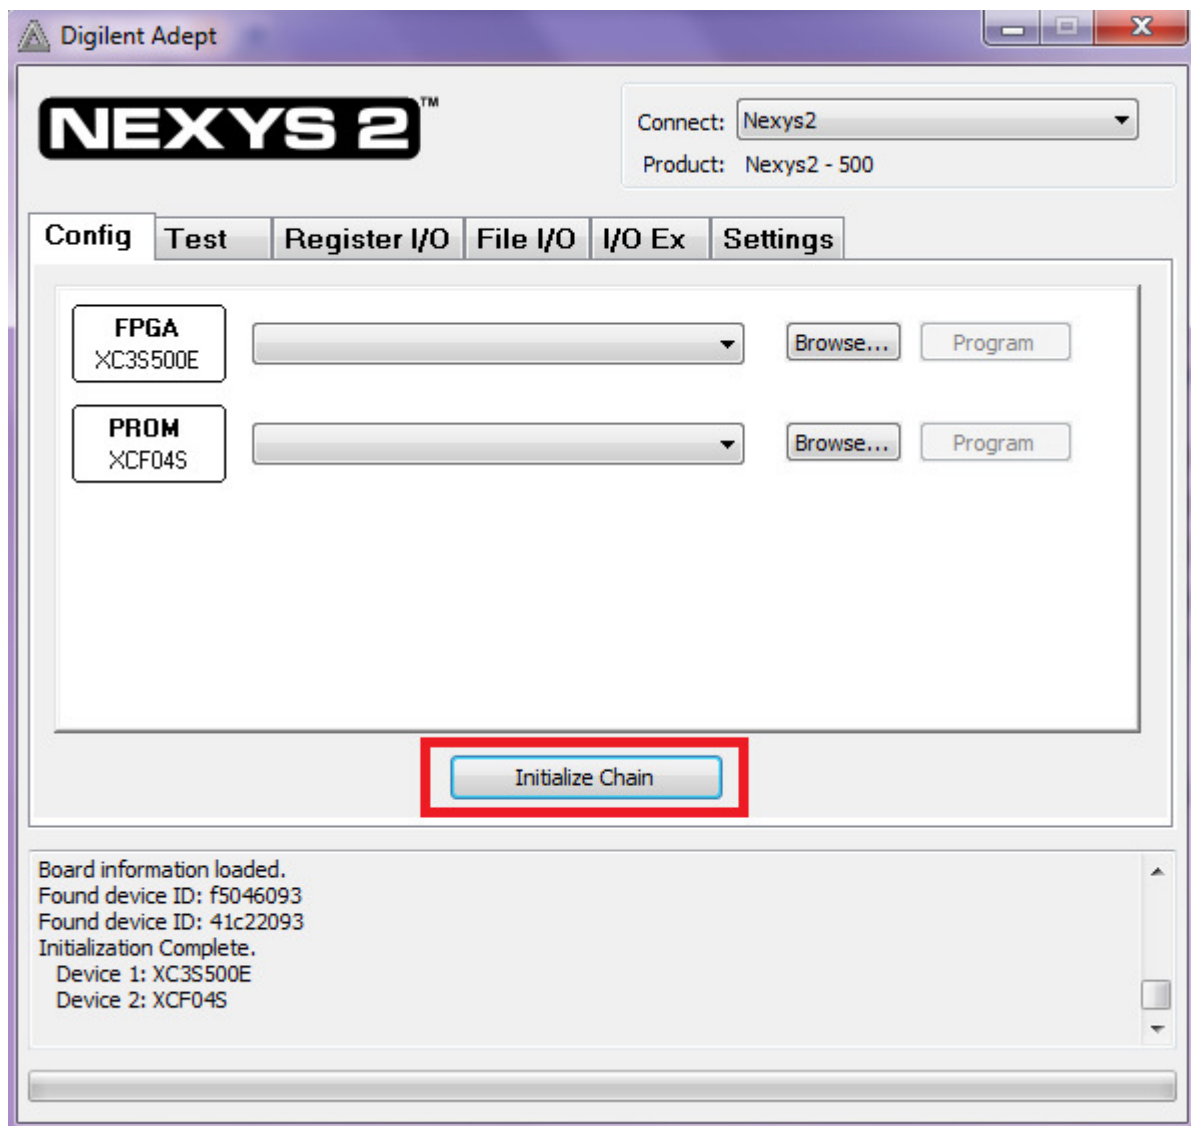 Digilent Adept
NEXYS 2™
Connect: Nexys2
Product: Nexys2 - 500
Config Test Register I/O File I/O I/O Ex Settings
FPGA
XC3S500E
Browse... Program
PROM
XCF04S
Browse... Program
Initialize Chain
Board information loaded.
Found device ID: f5046093
Found device ID: 41c22093
Initialization Complete.
Device 1: XC3S500E
Device 2: XCF04S